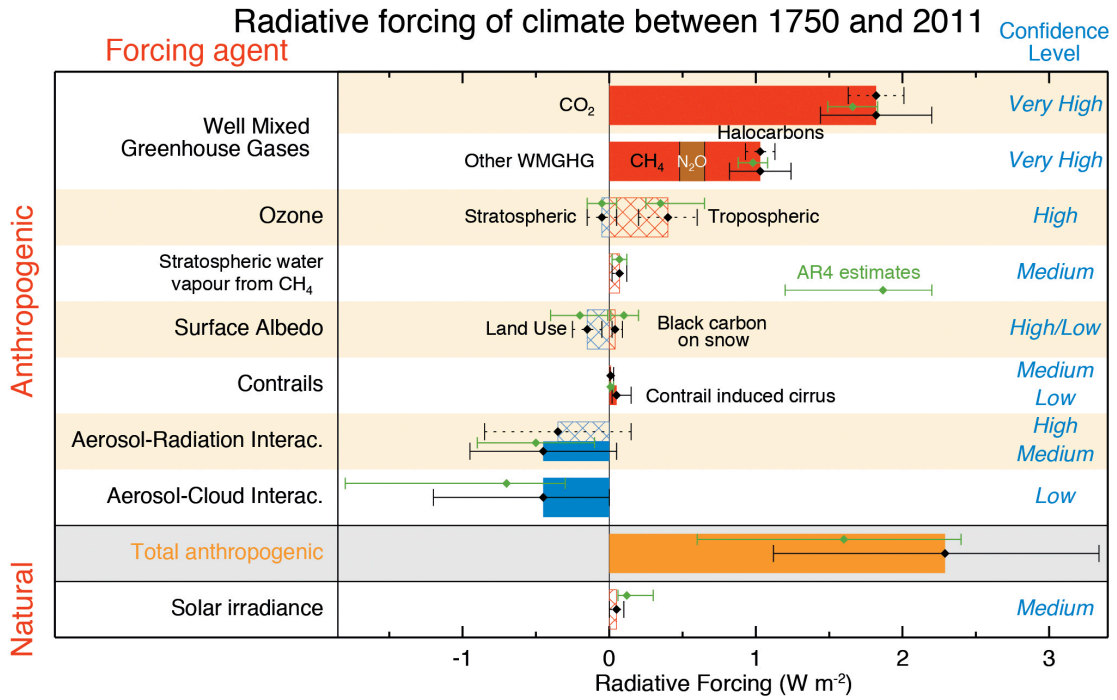 Radiative forcing of climate between 1750 and 2011
Forcing agent
Confidence
Level
Anthropogenic
Natural
Well Mixed
Greenhouse Gases
CO₂
Very High
Halocarbons
Other WMGHG
CH₄
N₂O
Very High
Ozone
Stratospheric
Tropospheric
High
Stratospheric water
vapour from CH₄
AR4 estimates
Medium
Surface Albedo
Land Use
Black carbon
on snow
High/Low
Contrails
Contrail induced cirrus
Medium
Low
Aerosol-Radiation Interac.
High
Medium
Aerosol-Cloud Interac.
Low
Total anthropogenic
Solar irradiance
Medium
-1 0 1 2 3
Radiative Forcing (W m⁻²)